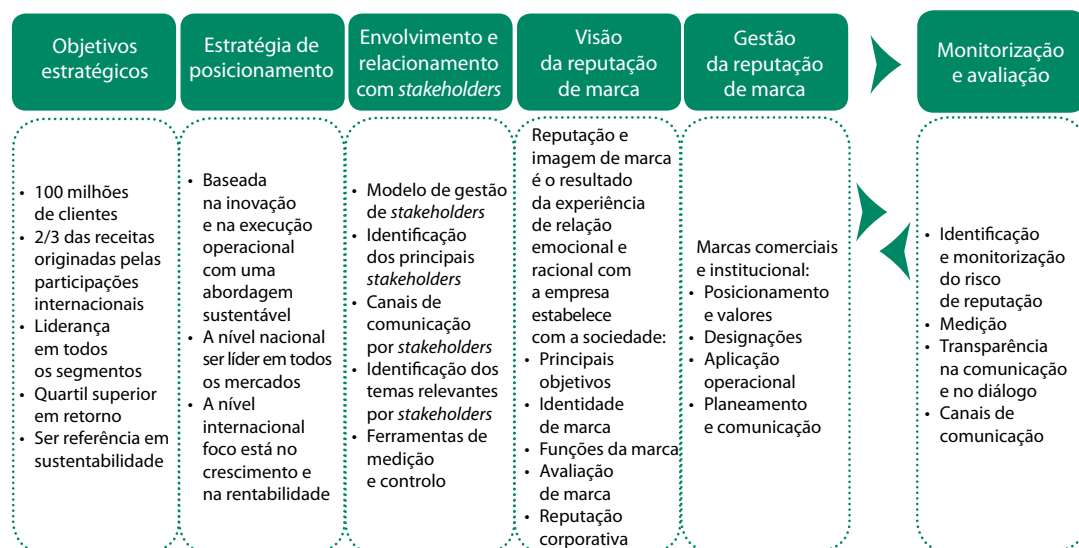 Objetivos
estratégicos
Estratégia de
posicionamento
Envolvimento e
relacionamento
com stakeholders
Visão
da reputação
de marca
Gestão
da reputação
de marca
Monitorização
e avaliação
• 100 milhões
de clientes
• 2/3 das receitas
originadas pelas
participações
internacionais
• Liderança
em todos
os segmentos
• Quartil superior
em retorno
• Ser referência em
sustentabilidade
• Baseada
na inovação
e na execução
operacional
com uma
abordagem
sustentável
• A nível nacional
ser líder em todos
os mercados
• A nível
internacional
foco está no
crescimento e
na rentabilidade
• Modelo de gestão
de stakeholders
• Identificação
dos principais
stakeholders
• Canais de
comunicação
por stakeholders
• Identificação dos
temas relevantes
por stakeholders
• Ferramentas de
medição
e controlo
Reputação e
imagem de marca
é o resultado
da experiência
de relação
emocional e
racional com
a empresa
estabelece
com a sociedade:
• Principais
objetivos
• Identidade
de marca
• Funções da marca
• Avaliação
de marca
• Reputação
corporativa
Marcas comerciais
e institucional:
• Posicionamento
e valores
• Designações
• Aplicação
operacional
• Planeamento
e comunicação
• Identificação
e monitorização
do risco
de reputação
• Medição
• Transparência
na comunicação
e no diálogo
• Canais de
comunicação